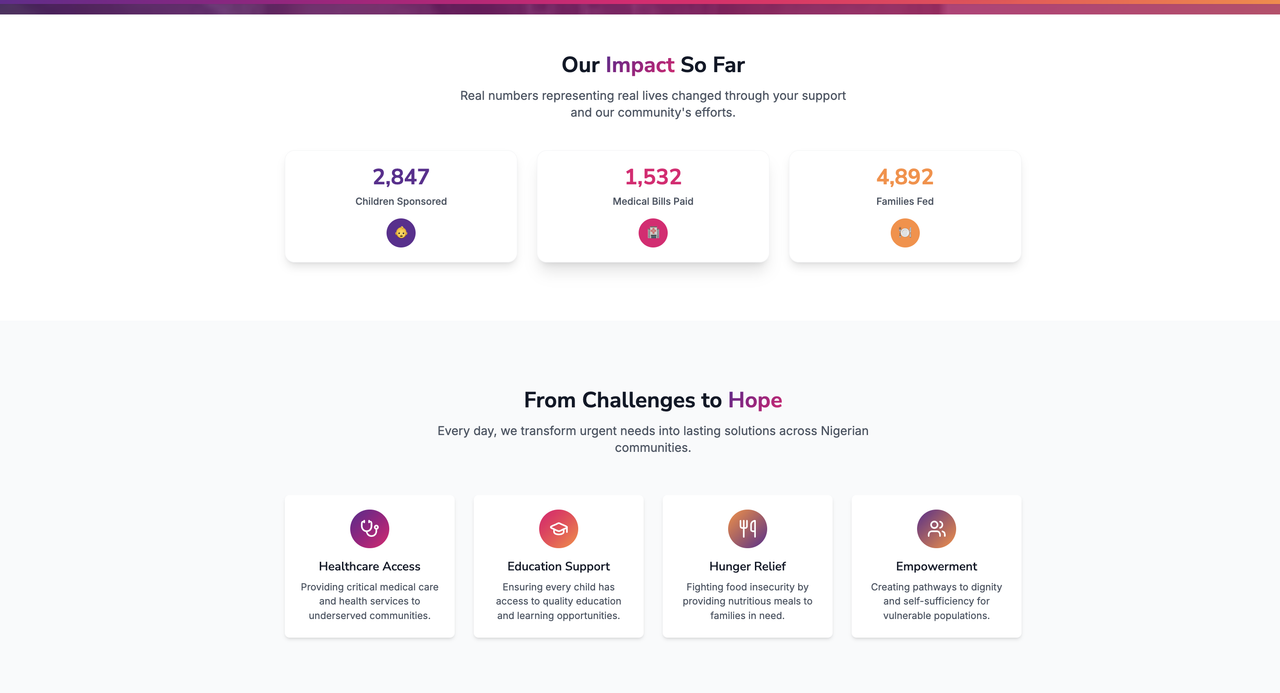 Our Impact So Far
Real numbers representing real lives changed through your support
and our community's efforts.
2,847
Children Sponsored
1,532
Medical Bills Paid
4,892
Families Fed
From Challenges to Hope
Every day, we transform urgent needs into lasting solutions across Nigerian
communities.
Healthcare Access
Providing critical medical care
and health services to
underserved communities.
Education Support
Ensuring every child has
access to quality education
and learning opportunities.
Hunger Relief
Fighting food insecurity by
providing nutritious meals to
families in need.
Empowerment
Creating pathways to dignity
and self-sufficiency for
vulnerable populations.